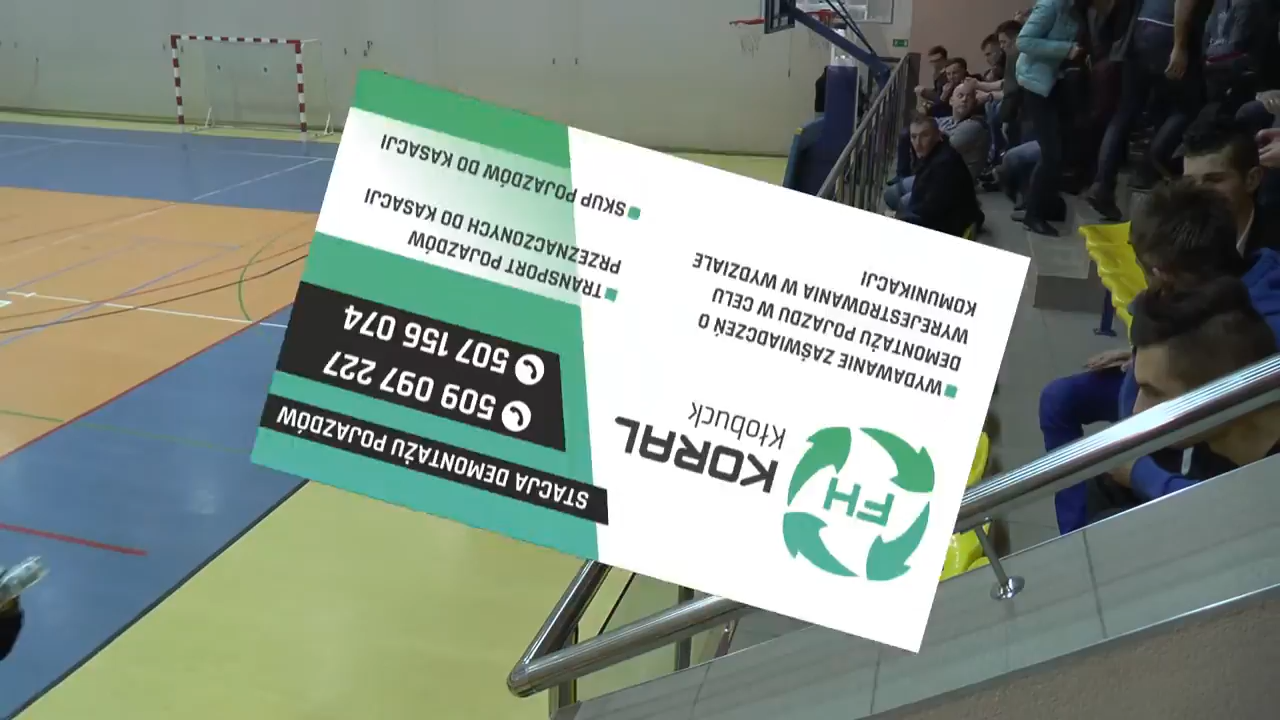 FH
KORAL
Kłobuck
STACJA DEMONTAŻU POJAZDÓW
509 097 227
507 156 074
WYDAWANIE ZAŚWIADCZEŃ O
DEMONTAŻU POJAZDU W CELU
WYREJESTROWANIA W WYDZIALE
KOMUNIKACJI
TRANSPORT POJAZDÓW
PRZEZNACZONYCH DO KASACJI
SKUP POJAZDÓW DO KASACJI